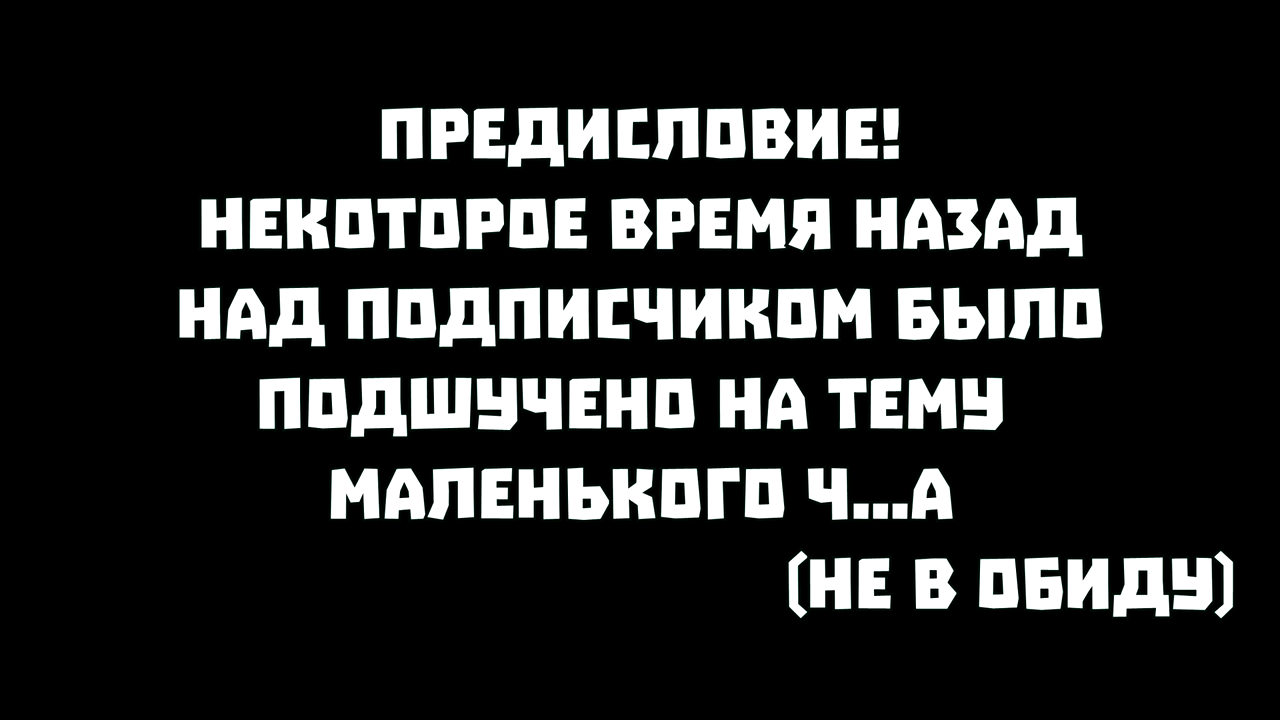 ПРЕДИСЛОВИЕ!
НЕКОТОРОЕ ВРЕМЯ НАЗАД
НАД ПОДПИСЧИКОМ БЫЛО
ПОДШУЧЕНО НА ТЕМУ
МАЛЕНЬКОГО Ч...А
(НЕ В ОБИДУ)